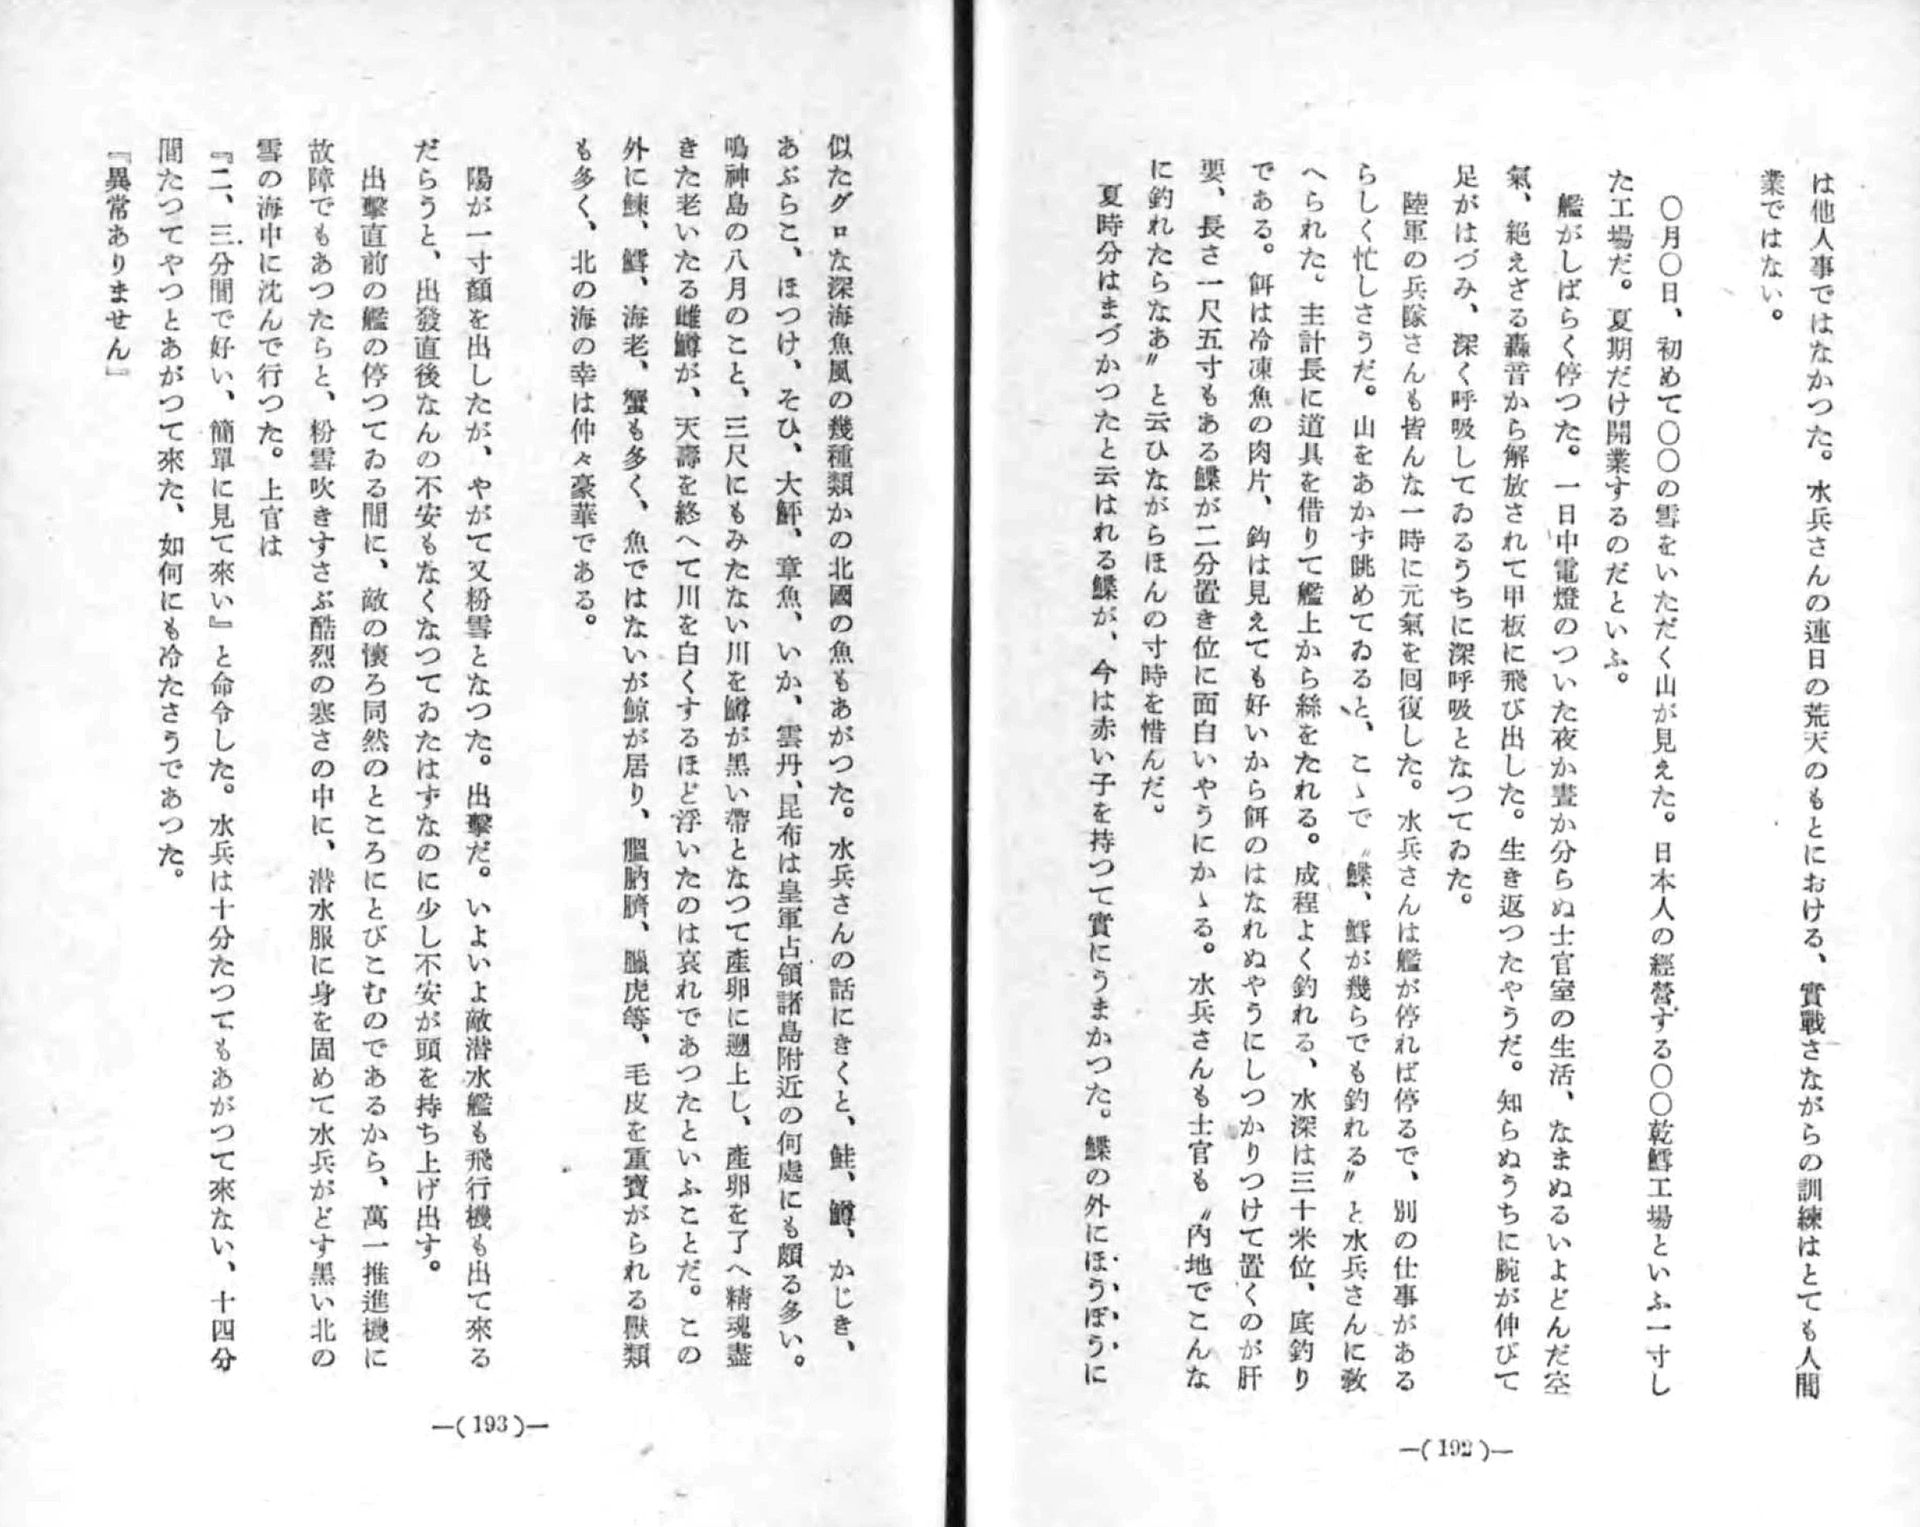 は他人事ではなかつた。水兵さんの連日の荒天のもとにおける、實戰さながらの訓練はとても人間
業ではない。
〇月〇日、初めて〇〇の雪をいただく山が見えた。日本人の經營する〇〇乾鱈工場といふ一寸し
た工場だ。夏期だけ開業するのだといふ。
艦がしばらく停つた。一日中電燈のついた夜か晝か分らぬ士官室の生活、なまぬるいよどんだ空
氣、絶えざる轟音から解放されて甲板に飛び出した。生き返つたやうだ。知らぬうちに腕が伸びて
足がはづみ、深く呼吸してゐるうちに深呼吸となつてゐた。
陸軍の兵隊さんも皆んな一時に元氣を回復した。水兵さんは艦が停れば停るで、別の仕事がある
らしく忙しさうだ。山をあかず眺めてゐると、こゝで〝鰈、鱈が幾らでも釣れる〟と水兵さんに敎
へられた。主計長に道具を借りて艦上から絲をたれる。成程よく釣れる、水深は三十米位、底釣り
である。餌は冷凍魚の肉片、鈎は見えても好いから餌のはなれぬやうにしつかりつけて置くのが肝
要、長さ一尺五寸もある鰈が二分置き位に面白いやうにかゝる。水兵さんも士官も〝內地でこんな
に釣れたらなあ〟と云ひながらほんの寸時を惜んだ。
夏時分はまづかつたと云はれる鰈が、今は赤い子を持つて實にうまかつた。鰈の外にほうぼうに
—(192)—
似たグロな深海魚風の幾種類かの北國の魚もあがつた。水兵さんの話にきくと、鮭、鱒、かじき、
あぶらこ、ほつけ、そひ、大鮃、章魚、いか、雲丹、昆布は皇軍占領諸島附近の何處にも頗る多い。
鳴神島の八月のこと、三尺にもみたない川を鱒が黑い帶となつて產卵に遡上し、產卵を了へ精魂盡
きた老いたる雌鱒が、天壽を終へて川を白くするほど浮いたのは哀れであつたといふことだ。この
外に鰊、鱈、海老、蟹も多く、魚ではないが鯨が居り、膃肭臍、臘虎等、毛皮を重寶がられる獸類
も多く、北の海の幸は仲々豪華である。
陽が一寸顏を出したが、やがて又粉雪となつた。出擊だ。いよいよ敵潜水艦も飛行機も出て來る
だらうと、出發直後なんの不安もなくなつてゐたはずなのに少し不安が頭を持ち上げ出す。
出擊直前の艦の停つてゐる間に、敵の懷ろ同然のところにとびこむのであるから、萬一推進機に
故障でもあつたらと、粉雪吹きすさぶ酷烈の寒さの中に、潜水服に身を固めて水兵がどす黑い北の
雪の海中に沈んで行つた。上官は
『二、三分間で好い、簡單に見て來い』と命令した。水兵は十分たつてもあがつて來ない、十四分
間たつてやつとあがつて來た、如何にも冷たさうであつた。
『異常ありません』
—(193)—